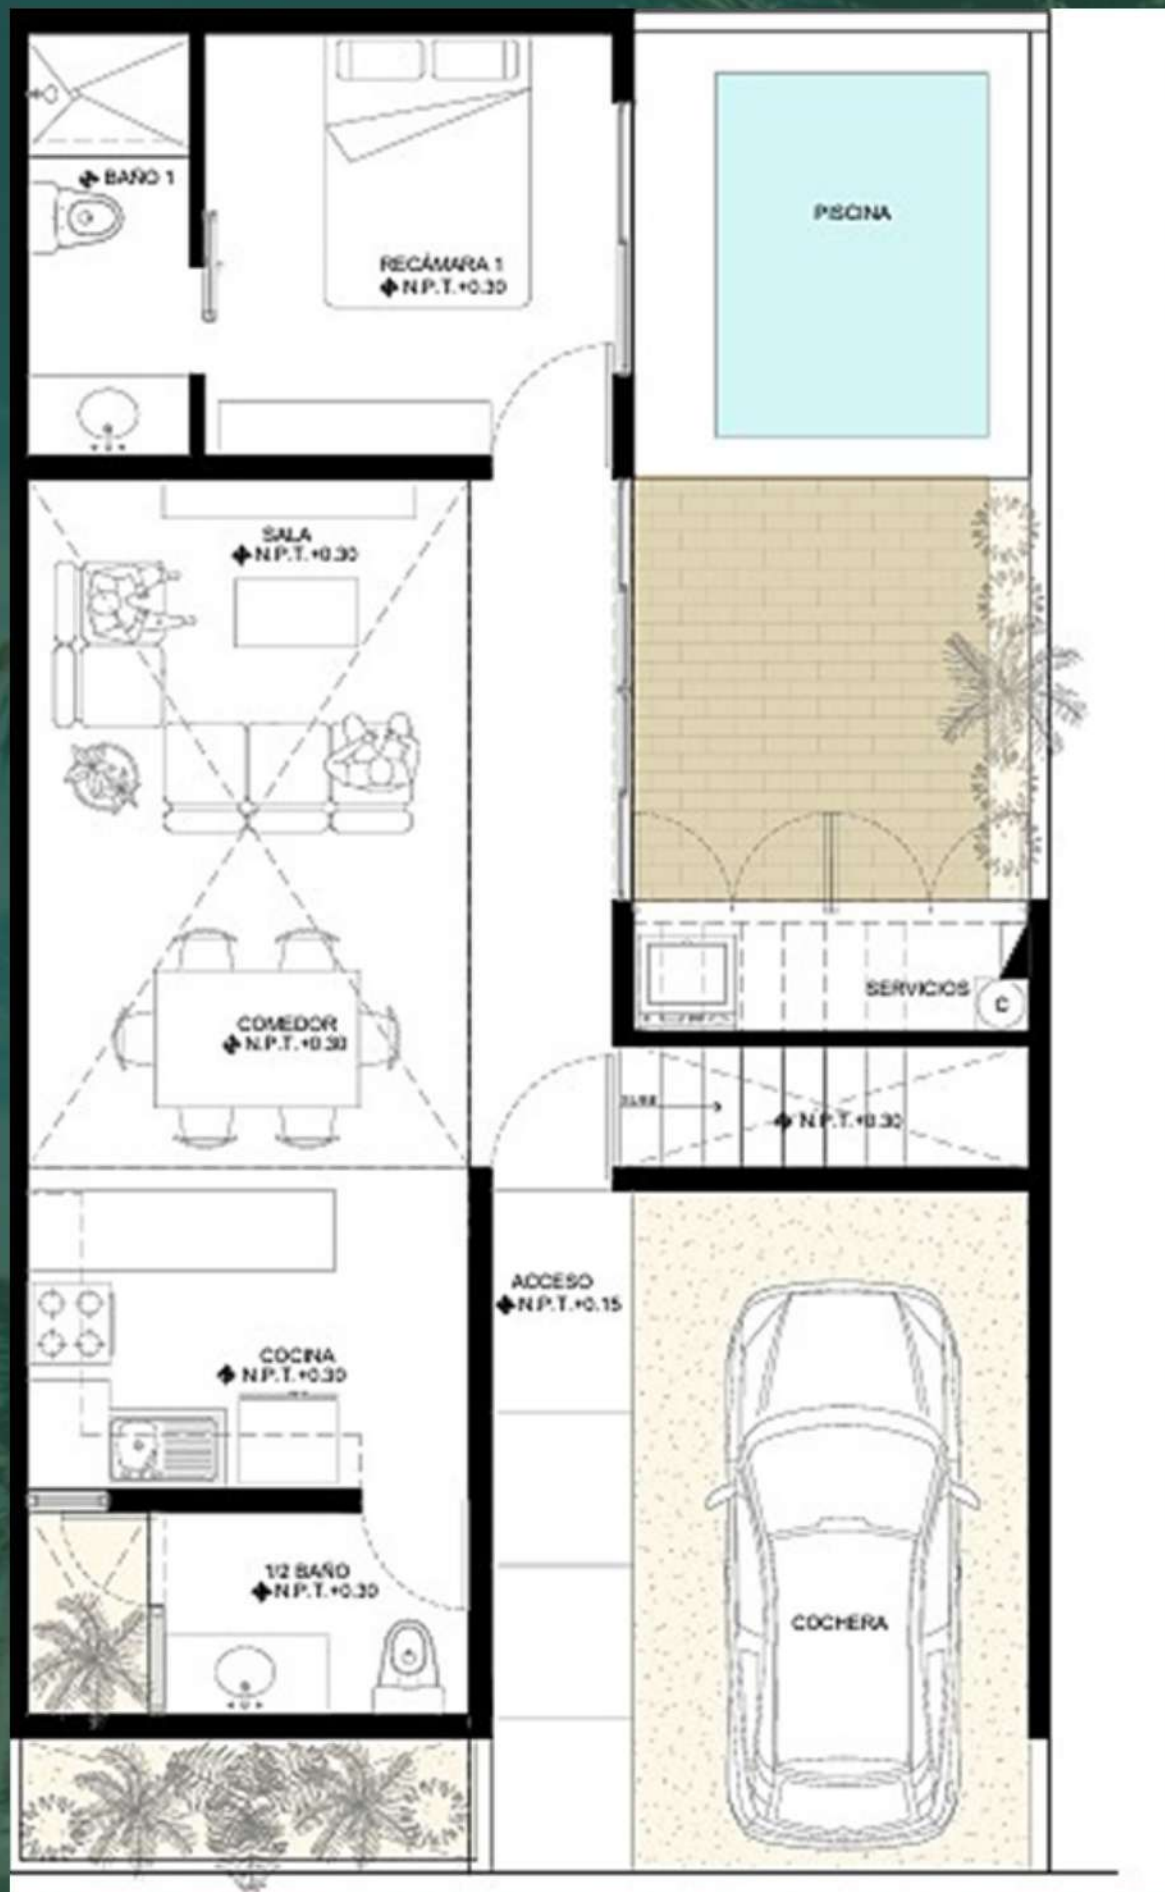 BAÑO 1
PISCINA
RECÁMARA 1
N.P.T.+0.30
SALA
N.P.T.+0.30
SERVICIOS
C
COMEDOR
N.P.T.+0.30
SUBE
N.P.T.+0.30
ACCESO
N.P.T.+0.15
COCINA
N.P.T.+0.30
1/2 BAÑO
N.P.T.+0.30
COCHERA